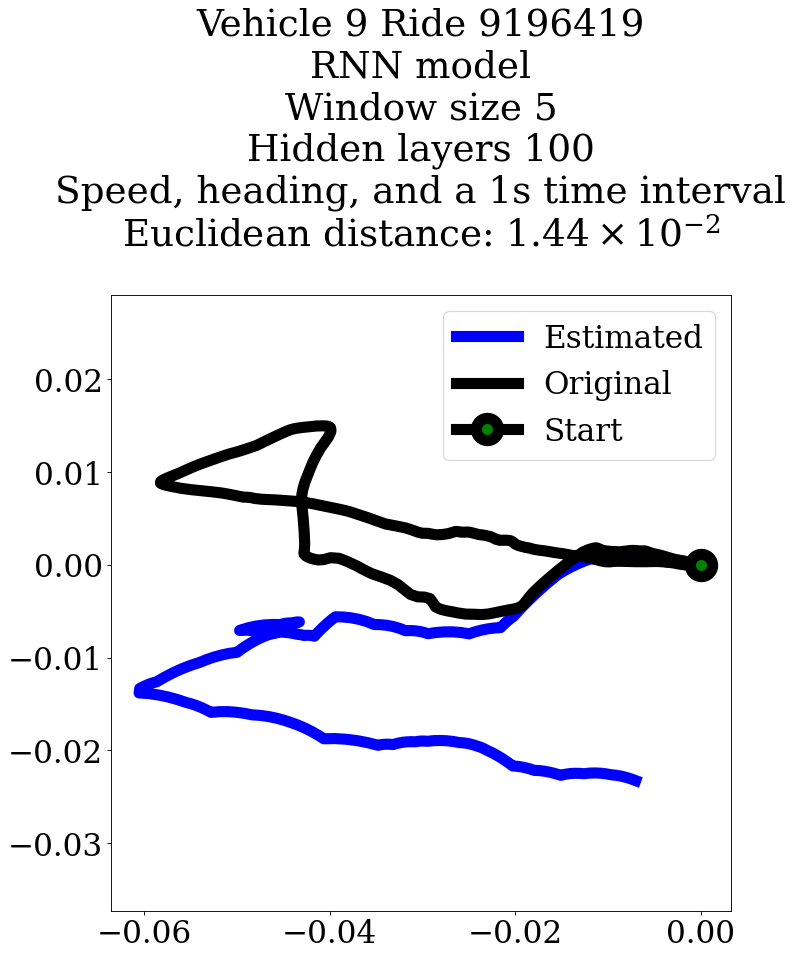 Vehicle 9 Ride 9196419
RNN model
Window size 5
Hidden layers 100
Speed, heading, and a 1s time interval
Euclidean distance: 1.44 × 10⁻²
Estimated
Original
Start
0.02
0.01
0.00
−0.01
−0.02
−0.03
−0.06
−0.04
−0.02
0.00